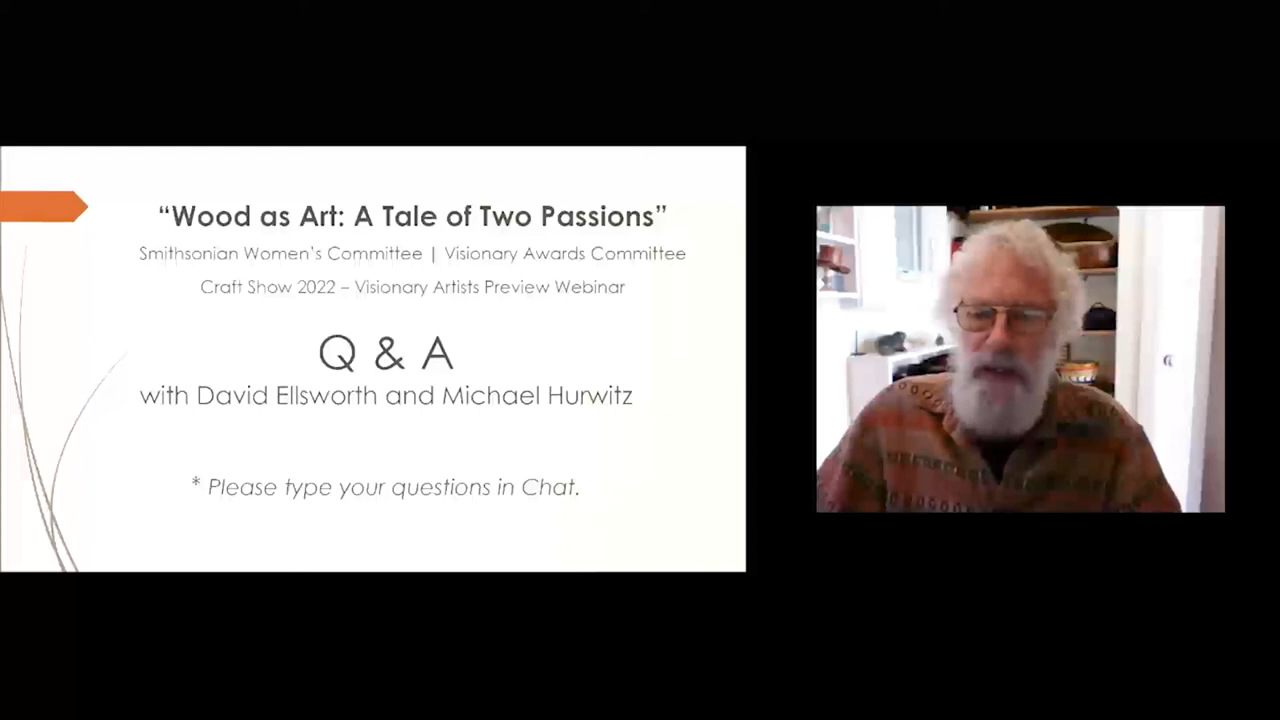 “Wood as Art: A Tale of Two Passions”
Smithsonian Women’s Committee | Visionary Awards Committee
Craft Show 2022 – Visionary Artists Preview Webinar
Q & A
with David Ellsworth and Michael Hurwitz
* Please type your questions in Chat.